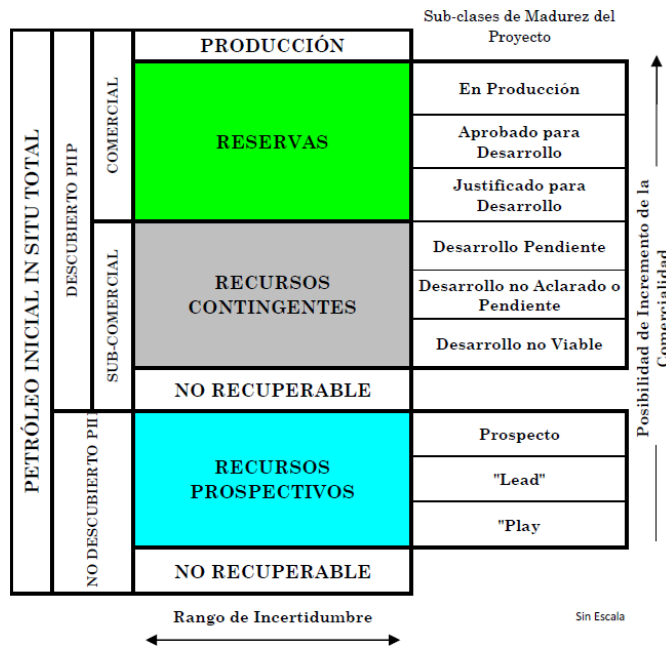 Sub-clases de Madurez del
Proyecto
PRODUCCIÓN
PETRÓLEO INICIAL IN SITU TOTAL
DESCUBIERTO PIIP
COMERCIAL
RESERVAS
En Producción
Aprobado para
Desarrollo
Justificado para
Desarrollo
SUB-COMERCIAL
RECURSOS
CONTINGENTES
Desarrollo Pendiente
Desarrollo no Aclarado o
Pendiente
Desarrollo no Viable
NO RECUPERABLE
NO DESCUBIERTO PII
RECURSOS
PROSPECTIVOS
Prospecto
"Lead"
"Play
NO RECUPERABLE
Posibilidad de Incremento de la
Comercialidad
Rango de Incertidumbre
Sin Escala